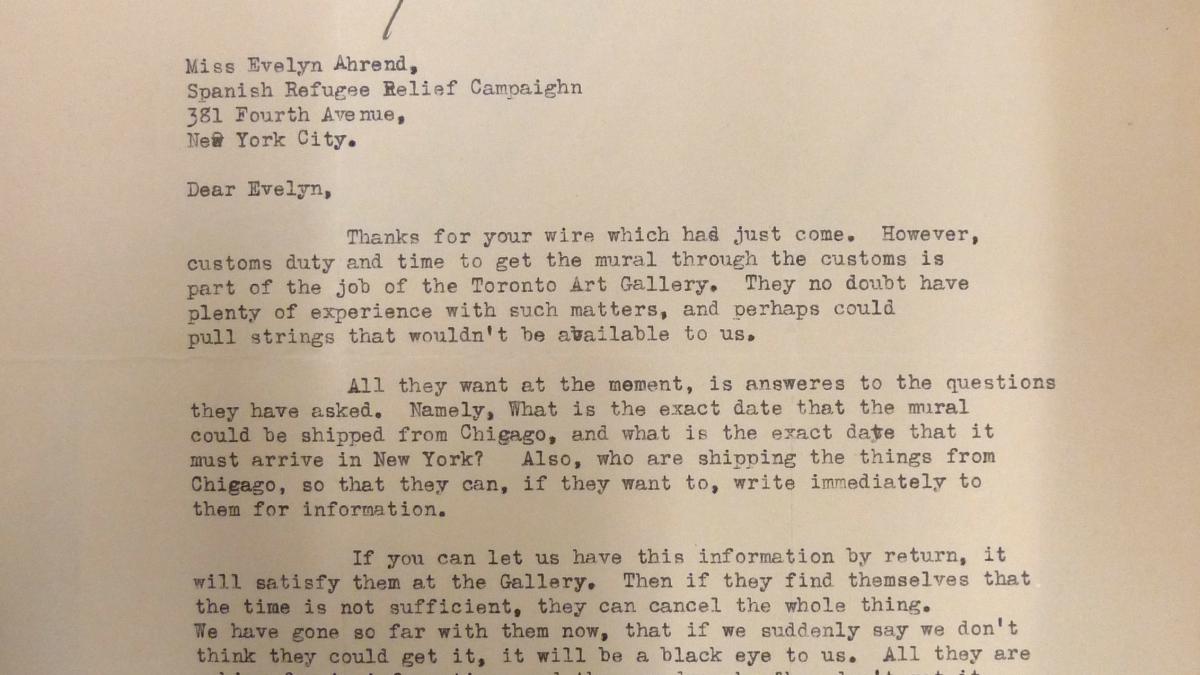 Miss Evelyn Ahrend,
Spanish Refugee Relief Campaighn
381 Fourth Avenue,
New York City.
Dear Evelyn,
Thanks for your wire which had just come. However,
customs duty and time to get the mural through the customs is
part of the job of the Toronto Art Gallery. They no doubt have
plenty of experience with such matters, and perhaps could
pull strings that wouldn't be available to us.
All they want at the moment, is answeres to the questions
they have asked. Namely, What is the exact date that the mural
could be shipped from Chigago, and what is the exact date that it
must arrive in New York? Also, who are shipping the things from
Chigago, so that they can, if they want to, write immediately to
them for information.
If you can let us have this information by return, it
will satisfy them at the Gallery. Then if they find themselves that
the time is not sufficient, they can cancel the whole thing.
We have gone so far with them now, that if we suddenly say we don't
think they could get it, it will be a black eye to us. All they are